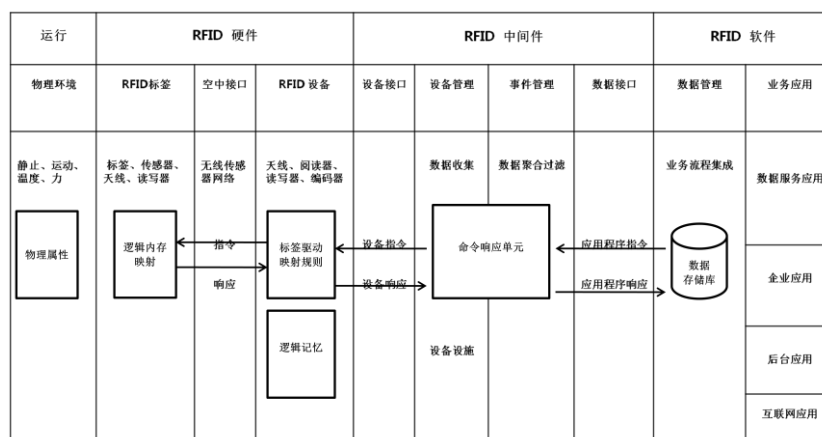 运行
RFID 硬件
RFID 中间件
RFID 软件
物理环境
RFID标签
空中接口
RFID 设备
设备接口
设备管理
事件管理
数据接口
数据管理
业务应用
静止、运动、
温度、力
标签、传感器、
天线、读写器
无线传感
器网络
天线、阅读器、
读写器、编码器
数据收集
数据聚合过滤
业务流程集成
数据服务应用
物理属性
逻辑内存
映射
指令
响应
标签驱动
映射规则
设备指令
设备响应
命令响应单元
应用程序指令
应用程序响应
数据
存储库
企业应用
逻辑记忆
设备设施
后台应用
互联网应用